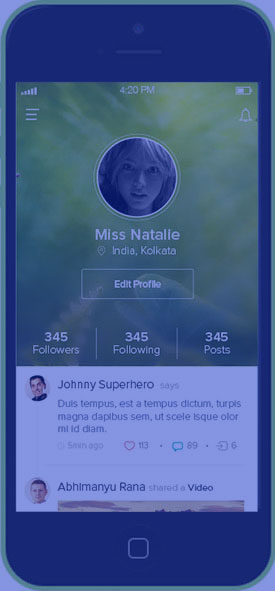 4:20 PM
Miss Natalie
India, Kolkata
Edit Profile
345 345 345
Followers Following Posts
Johnny Superhero says
Duis tempus, est a tempus dictum, turpis
magna dapibus sem, ut scele isque olor
mi id diam.
5min ago 113 • 89 • 6
Abhimanyu Rana shared a Video